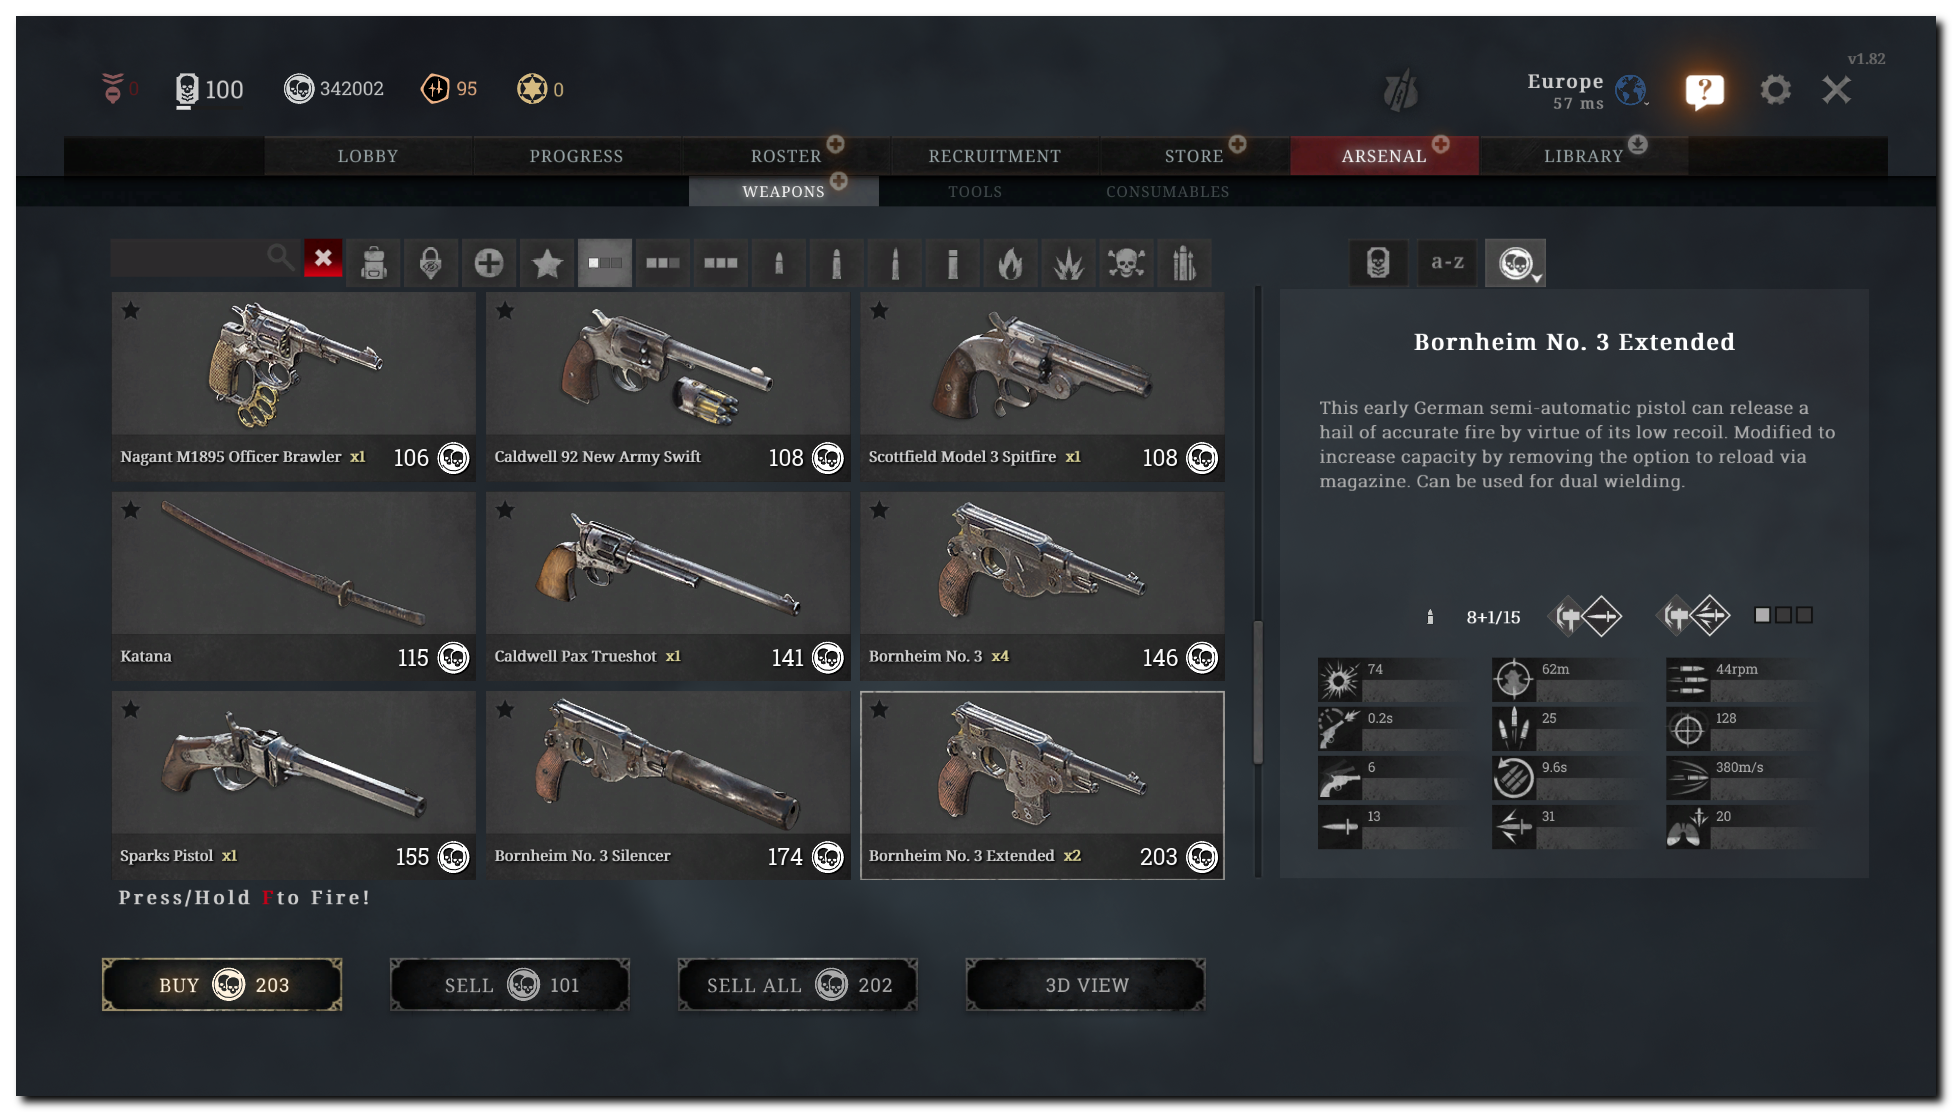 v1.82
0
100
342002
95
0
Europe
57 ms
?
LOBBY
PROGRESS
ROSTER
RECRUITMENT
STORE
ARSENAL
LIBRARY
WEAPONS
TOOLS
CONSUMABLES
a-z
Nagant M1895 Officer Brawler x1 106
Caldwell 92 New Army Swift 108
Scottfield Model 3 Spitfire x1 108
Katana 115
Caldwell Pax Trueshot x1 141
Bornheim No. 3 x4 146
Sparks Pistol x1 155
Bornheim No. 3 Silencer 174
Bornheim No. 3 Extended x2 203
Press/Hold F to Fire!
BUY 203
SELL 101
SELL ALL 202
3D VIEW
Bornheim No. 3 Extended
This early German semi-automatic pistol can release a
hail of accurate fire by virtue of its low recoil. Modified to
increase capacity by removing the option to reload via
magazine. Can be used for dual wielding.
8+1/15
74
62m
44rpm
0.2s
25
128
6
9.6s
380m/s
13
31
20